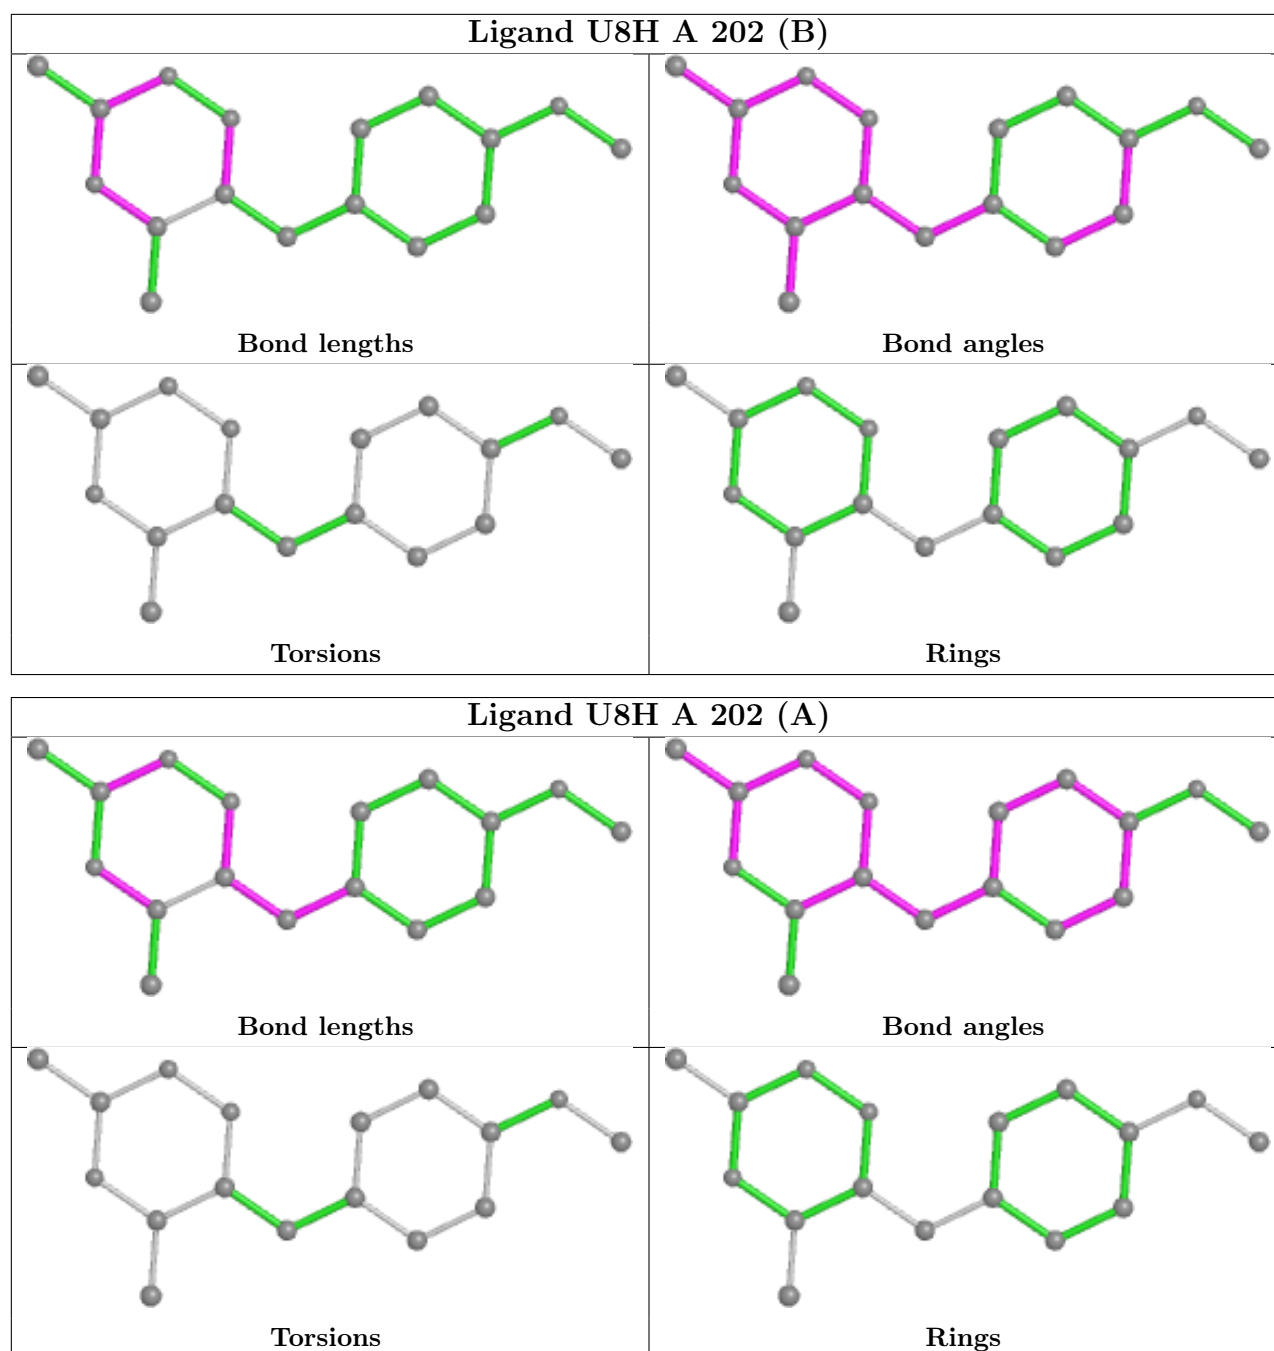 Ligand U8H A 202 (B)
Bond lengths
Bond angles
Torsions
Rings
Ligand U8H A 202 (A)
Bond lengths
Bond angles
Torsions
Rings